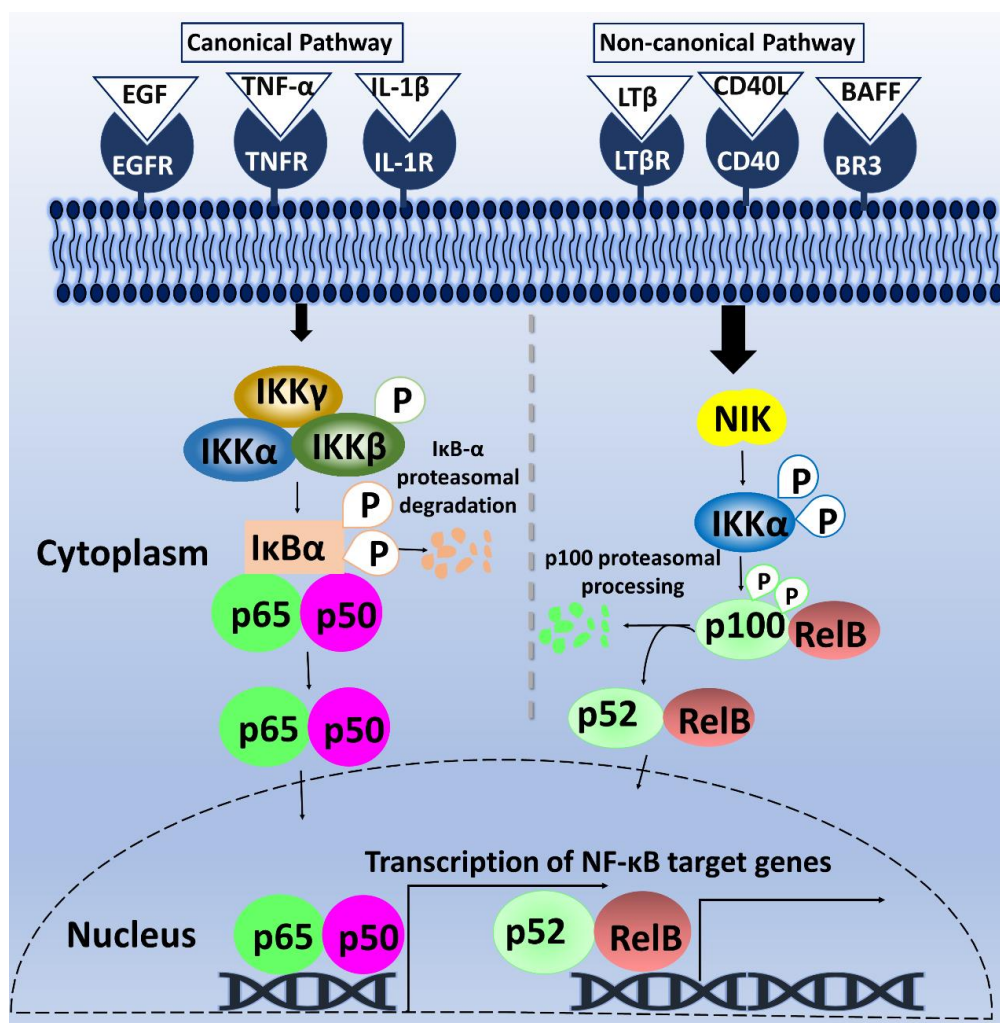 Canonical Pathway
Non-canonical Pathway
EGF
TNF-α
IL-1β
LTβ
CD40L
BAFF
EGFR
TNFR
IL-1R
LTβR
CD40
BR3
IKKγ
P
IKKα
IKKβ
IκB-α
proteasomal
degradation
P
P
IκBα
Cytoplasm
p65
p50
p65
p50
NIK
P
P
IKKα
p100 proteasomal
processing
P
P
p100
RelB
p52
RelB
Transcription of NF-κB target genes
Nucleus
p65
p50
p52
RelB